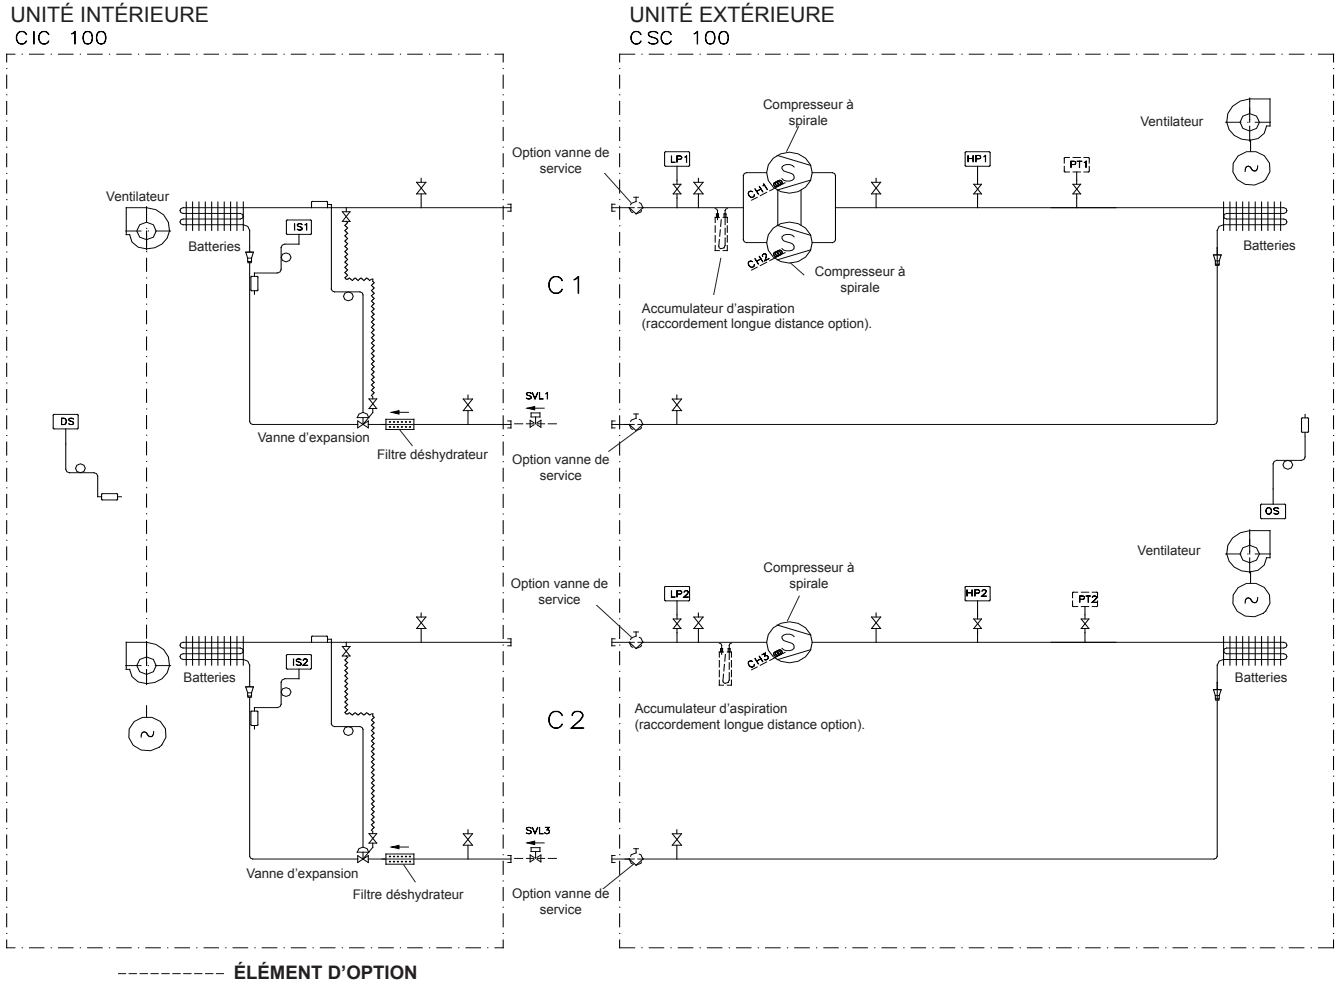 UNITÉ INTÉRIEURE
CIC 100
UNITÉ EXTÉRIEURE
CSC 100
Compresseur à
spirale
Ventilateur
Option vanne de
service
LP1
HP1
PT1
CH1
Ventilateur
IS1
Batteries
Batteries
CH2
Compresseur à
spirale
C1
Accumulateur d'aspiration
(raccordement longue distance option).
SVL1
DS
Vanne d'expansion
Filtre déshydrateur
Option vanne de
service
OS
Ventilateur
Compresseur à
spirale
Option vanne de
service
LP2
HP2
PT2
CH3
IS2
Batteries
Batteries
C2
Accumulateur d'aspiration
(raccordement longue distance option).
SVL3
Vanne d'expansion
Filtre déshydrateur
Option vanne de
service
ÉLÉMENT D'OPTION